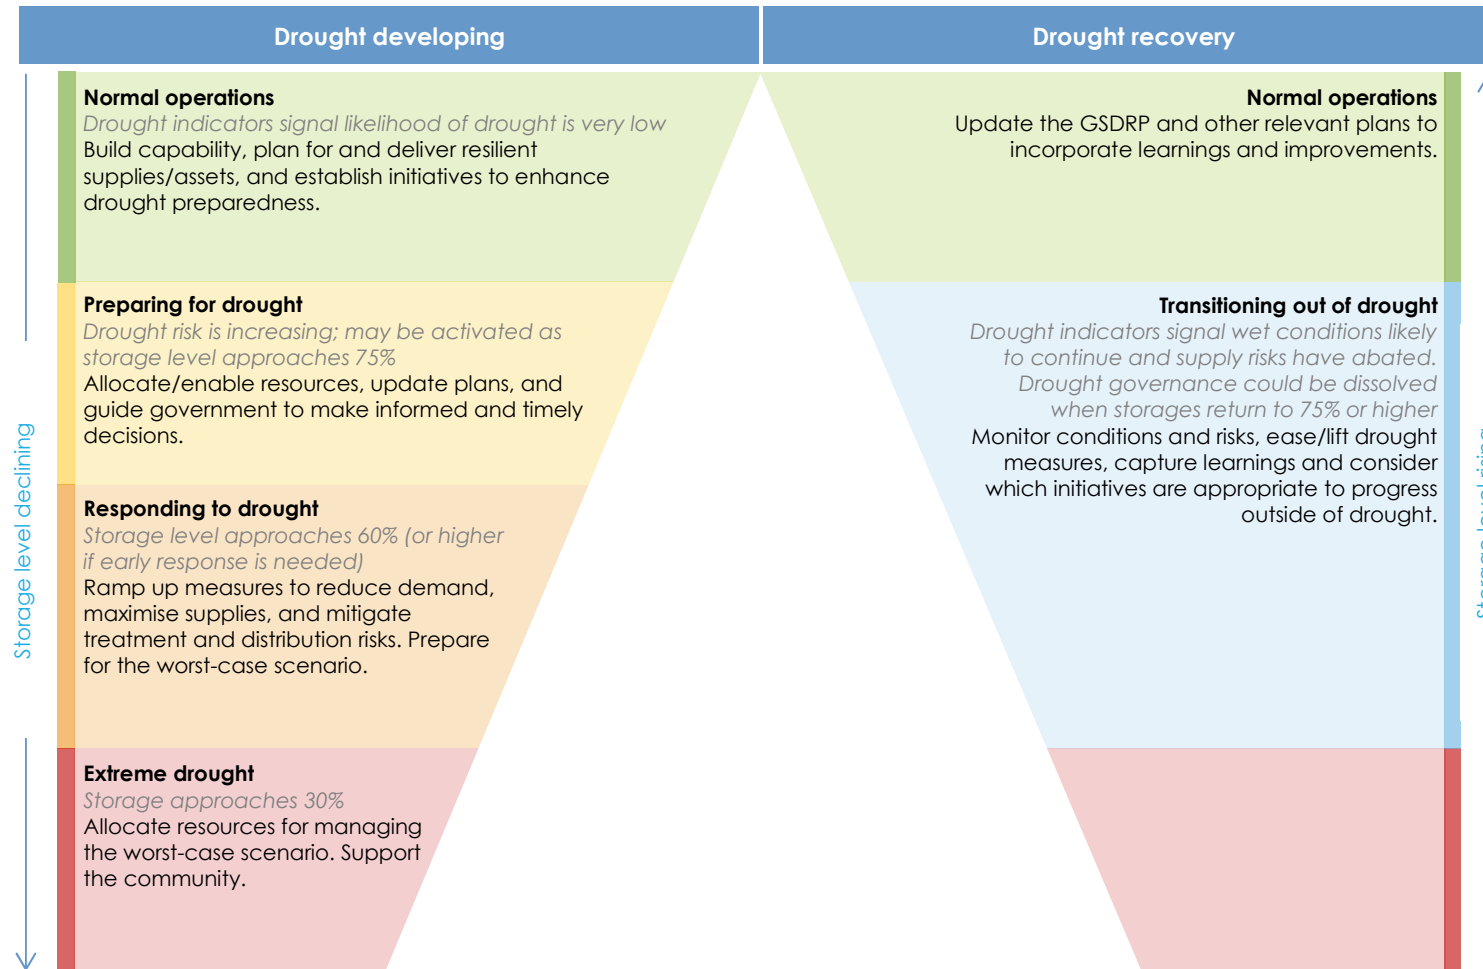 Drought developing
Drought recovery
Storage level declining
Normal operations
Drought indicators signal likelihood of drought is very low
Build capability, plan for and deliver resilient
supplies/assets, and establish initiatives to enhance
drought preparedness.
Preparing for drought
Drought risk is increasing; may be activated as
storage level approaches 75%
Allocate/enable resources, update plans, and
guide government to make informed and timely
decisions.
Responding to drought
Storage level approaches 60% (or higher
if early response is needed)
Ramp up measures to reduce demand,
maximise supplies, and mitigate
treatment and distribution risks. Prepare
for the worst-case scenario.
Extreme drought
Storage approaches 30%
Allocate resources for managing
the worst-case scenario. Support
the community.
Normal operations
Update the GSDRP and other relevant plans to
incorporate learnings and improvements.
Transitioning out of drought
Drought indicators signal wet conditions likely
to continue and supply risks have abated.
Drought governance could be dissolved
when storages return to 75% or higher
Monitor conditions and risks, ease/lift drought
measures, capture learnings and consider
which initiatives are appropriate to progress
outside of drought.
Storage level rising